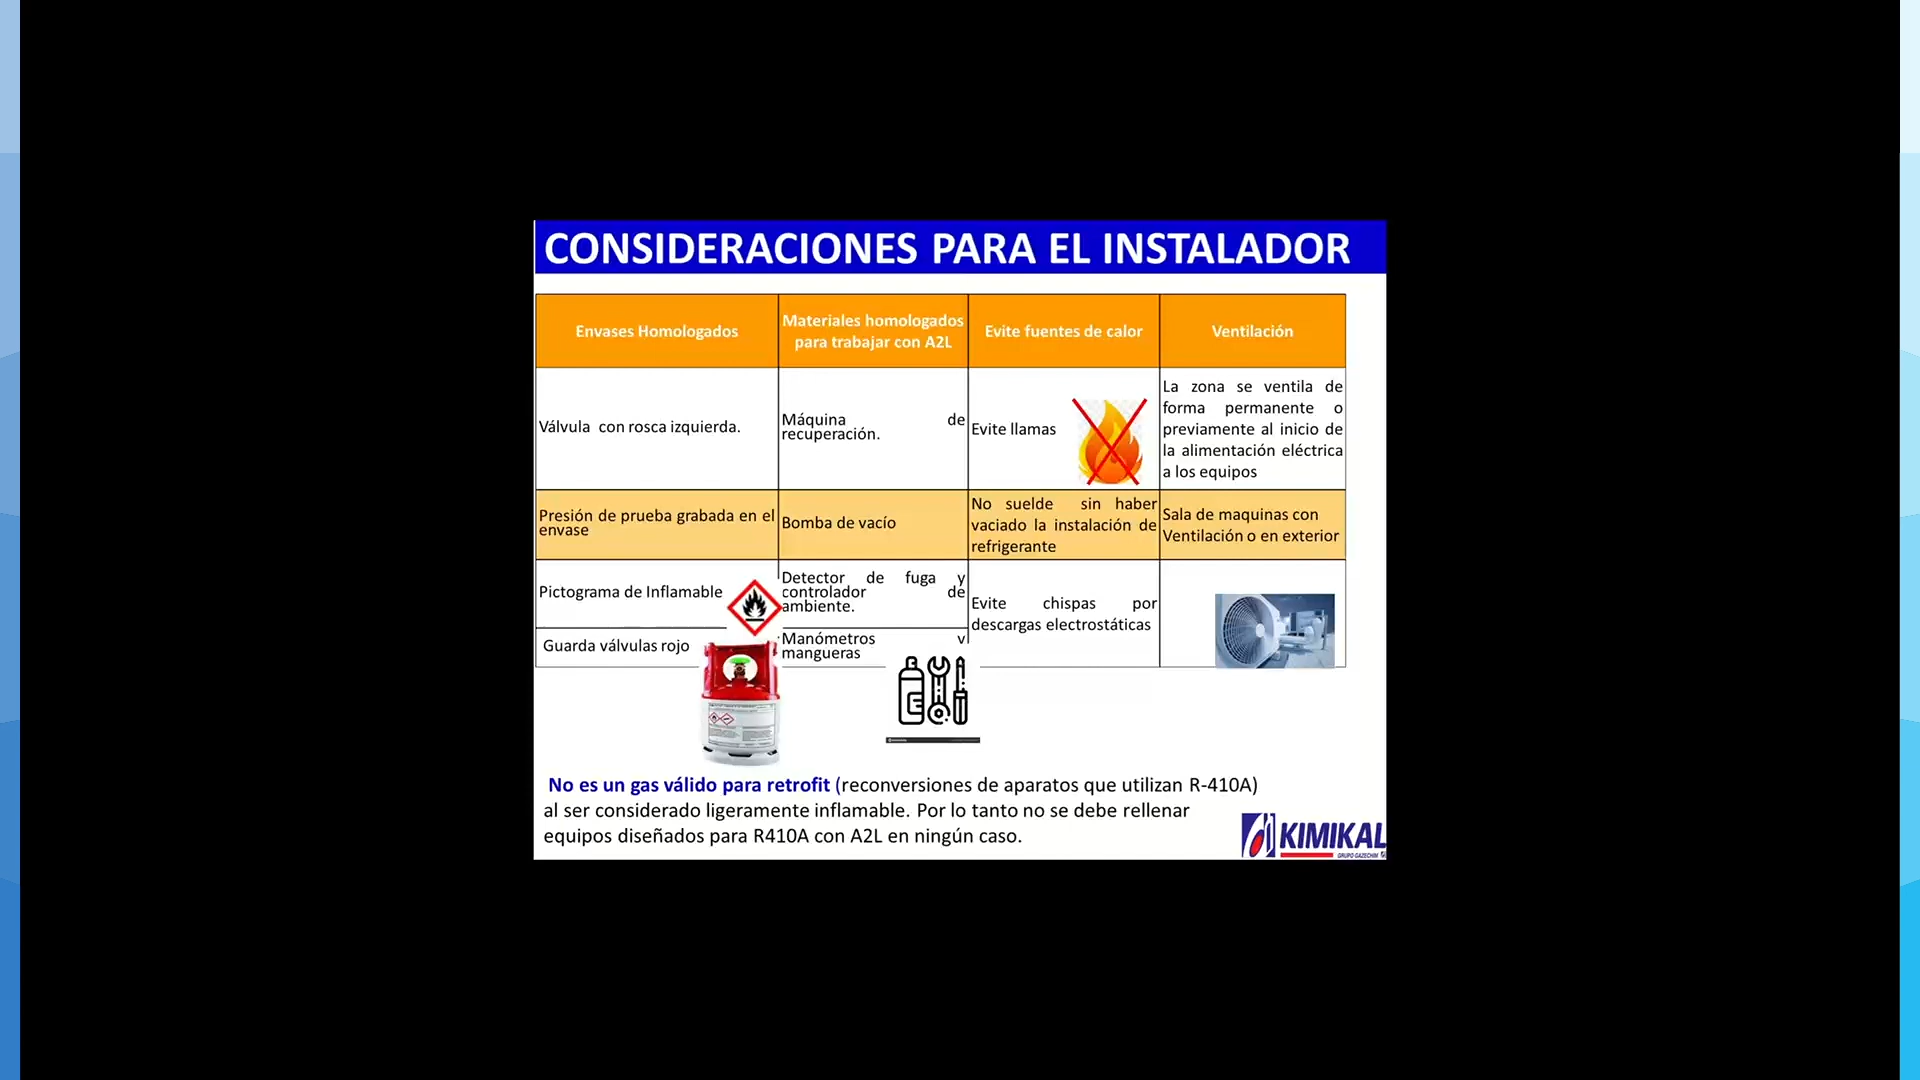 CONSIDERACIONES PARA EL INSTALADOR
Envases Homologados
Materiales homologados
para trabajar con A2L
Evite fuentes de calor
Ventilación
Válvula con rosca izquierda.
Máquina de
recuperación.
Evite llamas
La zona se ventila de
forma permanente o
previamente al inicio de
la alimentación eléctrica
a los equipos
Presión de prueba grabada en el
envase
Bomba de vacío
No suelde sin haber
vaciado la instalación de
refrigerante
Sala de maquinas con
Ventilación o en exterior
Pictograma de Inflamable
Detector de fuga y
controlador de
ambiente.
Evite chispas por
descargas electrostáticas
Guarda válvulas rojo
Manómetros y
mangueras
No es un gas válido para retrofit (reconversiones de aparatos que utilizan R-410A)
al ser considerado ligeramente inflamable. Por lo tanto no se debe rellenar
equipos diseñados para R410A con A2L en ningún caso.
KIMIKAL
GRUPO GAZECHIM